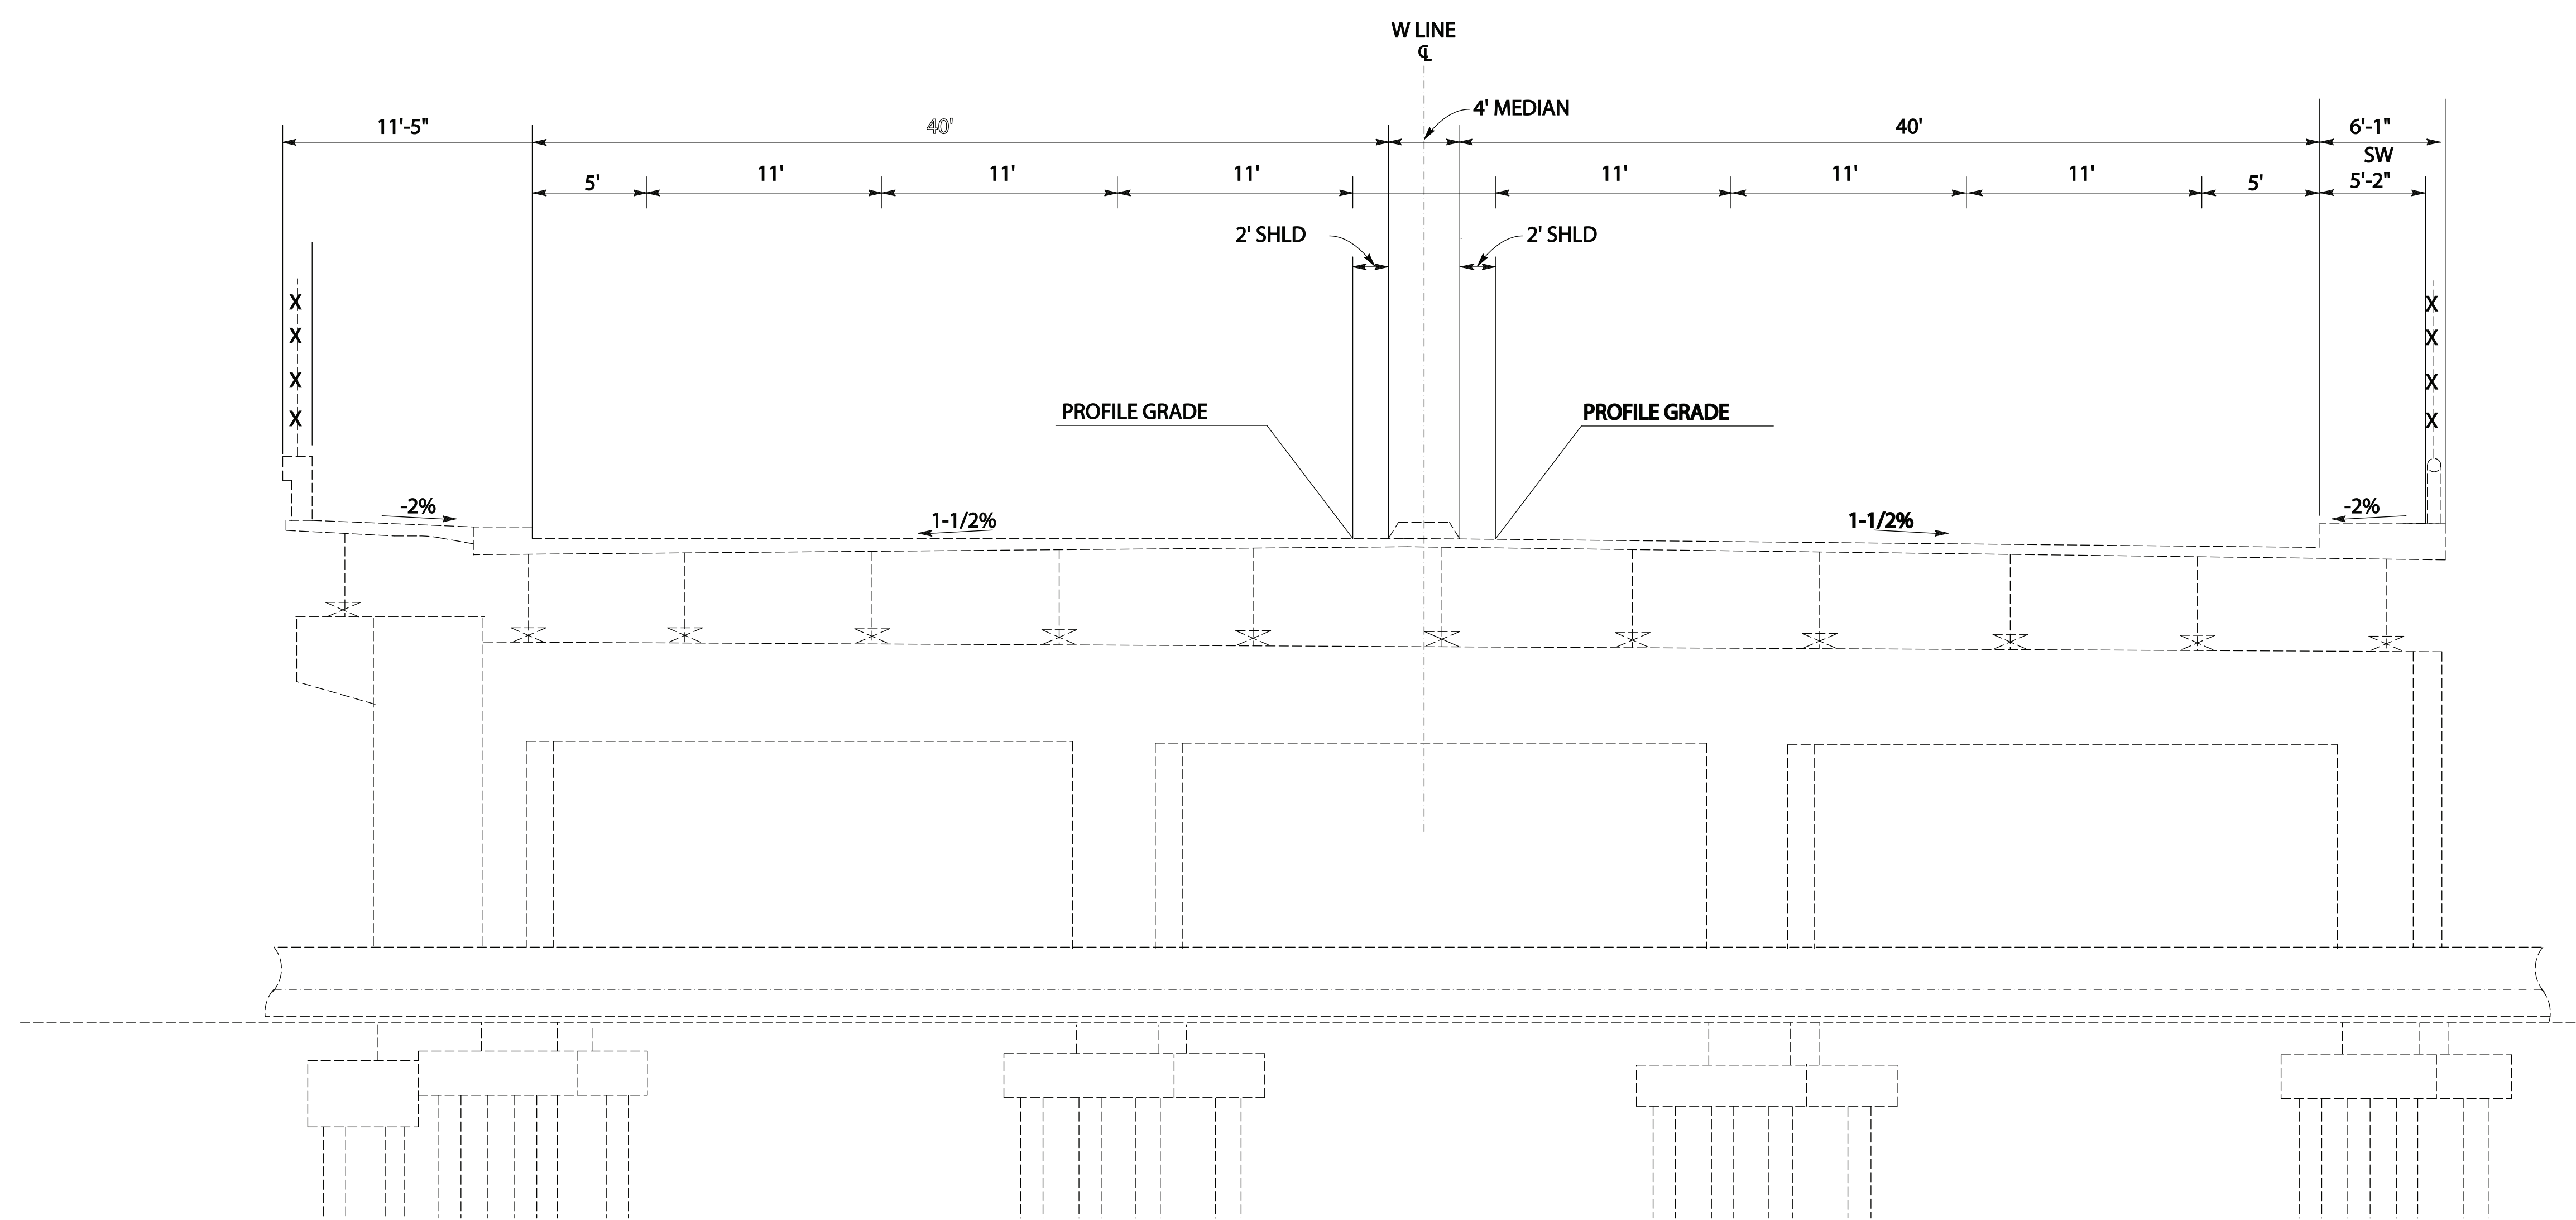 W LINE
℄
4' MEDIAN
11'-5"
40'
40'
6'-1"
SW
5'
11'
11'
11'
11'
11'
11'
5'
5'-2"
2' SHLD
2' SHLD
X
X
X
X
X
X
X
X
PROFILE GRADE
PROFILE GRADE
-2%
1-1/2%
1-1/2%
-2%